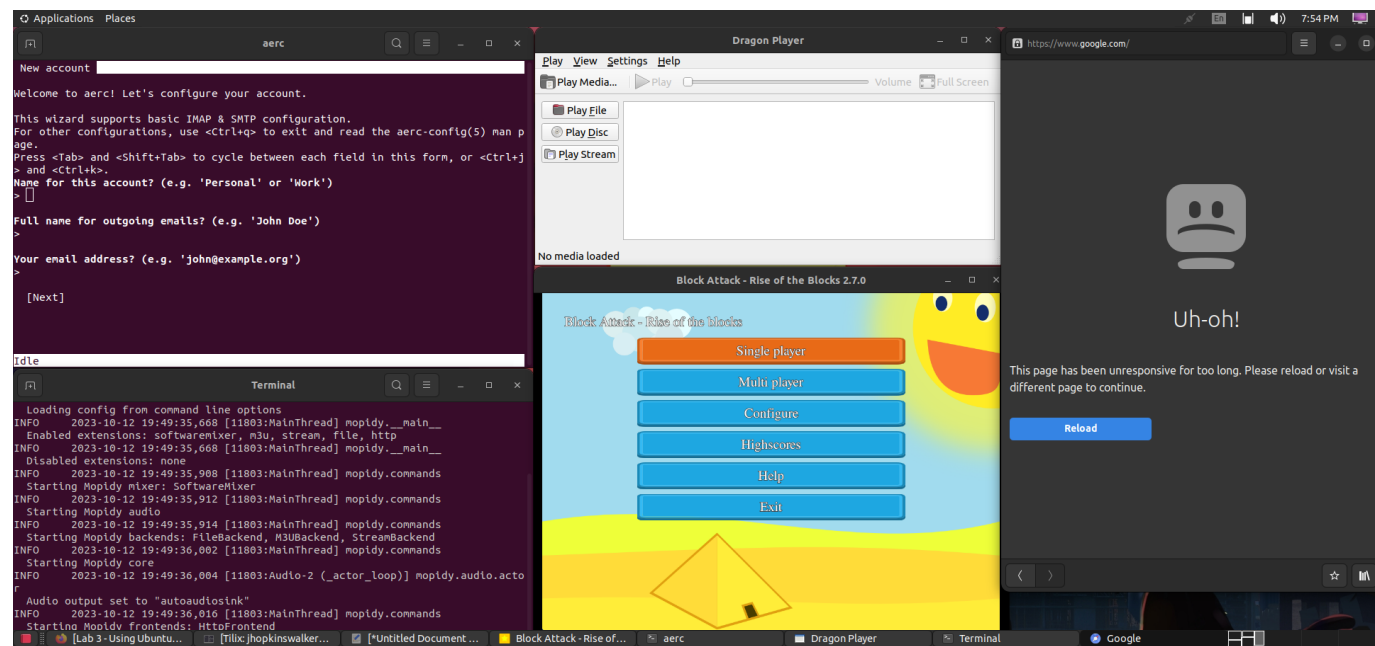 Applications Places
En
7:54 PM
aerc
New account
Welcome to aerc! Let's configure your account.
This wizard supports basic IMAP & SMTP configuration.
For other configurations, use <Ctrl+q> to exit and read the aerc-config(5) man p
age.
Press <Tab> and <Shift+Tab> to cycle between each field in this form, or <Ctrl+j
> and <Ctrl+k>.
Name for this account? (e.g. 'Personal' or 'Work')
>
Full name for outgoing emails? (e.g. 'John Doe')
>
Your email address? (e.g. 'john@example.org')
>
[Next]
Idle
Terminal
Loading config from command line options
INFO 2023-10-12 19:49:35,668 [11803:MainThread] mopidy.__main__
Enabled extensions: softwaremixer, m3u, stream, file, http
INFO 2023-10-12 19:49:35,668 [11803:MainThread] mopidy.__main__
Disabled extensions: none
INFO 2023-10-12 19:49:35,908 [11803:MainThread] mopidy.commands
Starting Mopidy mixer: SoftwareMixer
INFO 2023-10-12 19:49:35,912 [11803:MainThread] mopidy.commands
Starting Mopidy audio
INFO 2023-10-12 19:49:35,914 [11803:MainThread] mopidy.commands
Starting Mopidy backends: FileBackend, M3UBackend, StreamBackend
INFO 2023-10-12 19:49:36,002 [11803:MainThread] mopidy.commands
Starting Mopidy core
INFO 2023-10-12 19:49:36,004 [11803:Audio-2 (_actor_loop)] mopidy.audio.acto
r
Audio output set to "autoaudiosink"
INFO 2023-10-12 19:49:36,016 [11803:MainThread] mopidy.commands
Starting Mopidy frontends: HttpFrontend
Dragon Player
Play View Settings Help
Play Media... Play Volume Full Screen
Play File
Play Disc
Play Stream
No media loaded
Block Attack - Rise of the Blocks 2.7.0
Block Attack - Rise of the blocks
Single player
Multi player
Configure
Highscores
Help
Exit
https://www.google.com/
Uh-oh!
This page has been unresponsive for too long. Please reload or visit a
different page to continue.
Reload
[Lab 3 - Using Ubuntu... [Tilix: jhopkinswalker... [*Untitled Document ... Block Attack - Rise of... aerc Dragon Player Terminal Google